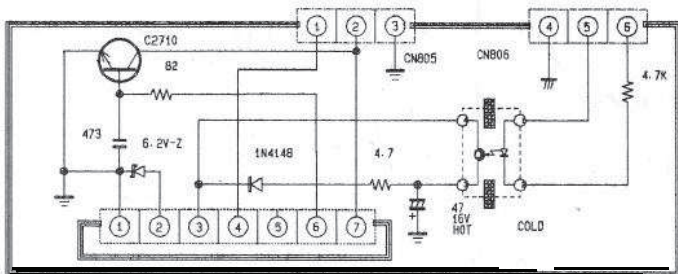 1 2 3
4 5 6
C2710
CN805
CN806
82
4.7K
473
6.2V-Z
1N4148
4.7
47
16V
HOT
COLD
+
1 2 3 4 5 6 7